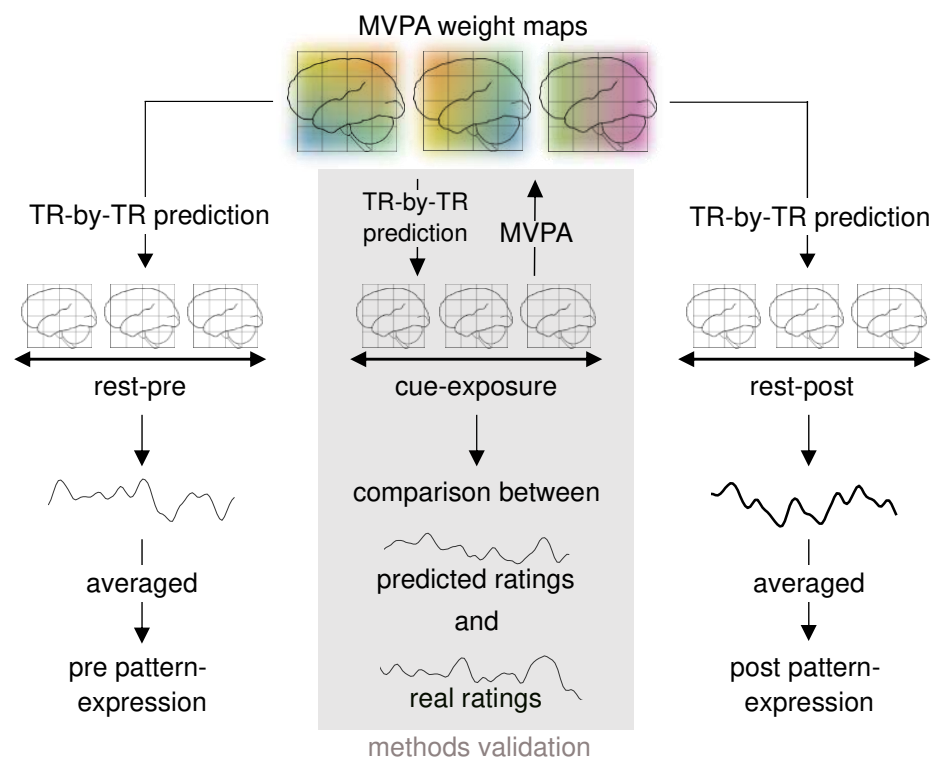 MVPA weight maps
TR-by-TR prediction
TR-by-TR
prediction
MVPA
TR-by-TR prediction
rest-pre
cue-exposure
rest-post
comparison between
predicted ratings
and
real ratings
averaged
averaged
pre pattern-
expression
post pattern-
expression
methods validation